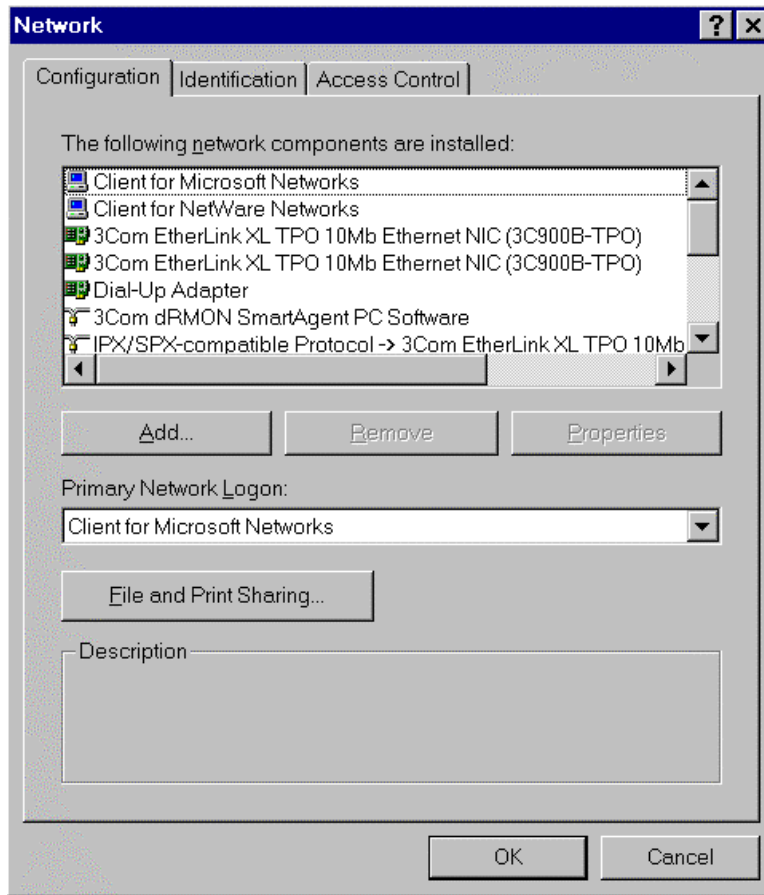 Network
Configuration Identification Access Control
The following network components are installed:
Client for Microsoft Networks
Client for NetWare Networks
3Com EtherLink XL TPO 10Mb Ethernet NIC (3C900B-TPO)
3Com EtherLink XL TPO 10Mb Ethernet NIC (3C900B-TPO)
Dial-Up Adapter
3Com dRMON SmartAgent PC Software
IPX/SPX-compatible Protocol -> 3Com EtherLink XL TPO 10Mb
Add... Remove Properties
Primary Network Logon:
Client for Microsoft Networks
File and Print Sharing...
Description
OK Cancel